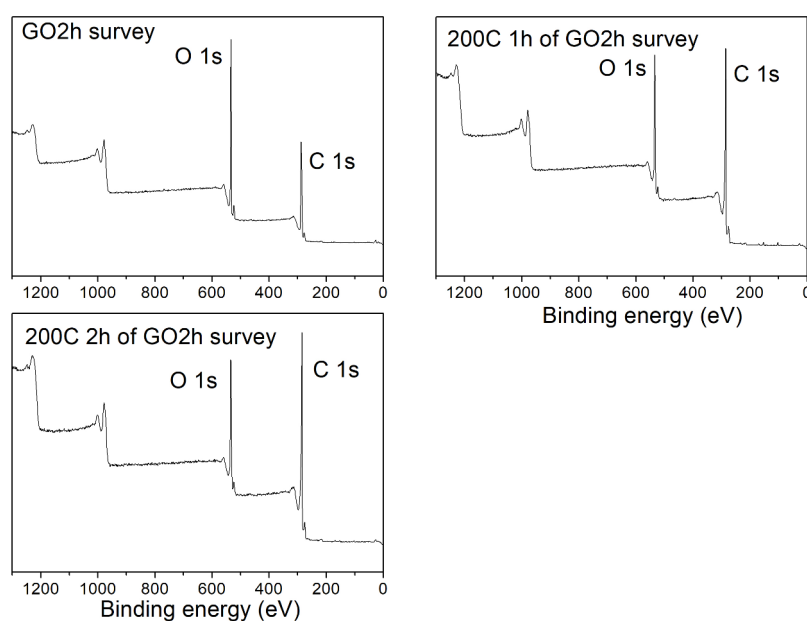 GO2h survey
O 1s
C 1s
1200 1000 800 600 400 200 0
200C 1h of GO2h survey
O 1s
C 1s
1200 1000 800 600 400 200 0
Binding energy (eV)
200C 2h of GO2h survey
O 1s
C 1s
1200 1000 800 600 400 200 0
Binding energy (eV)